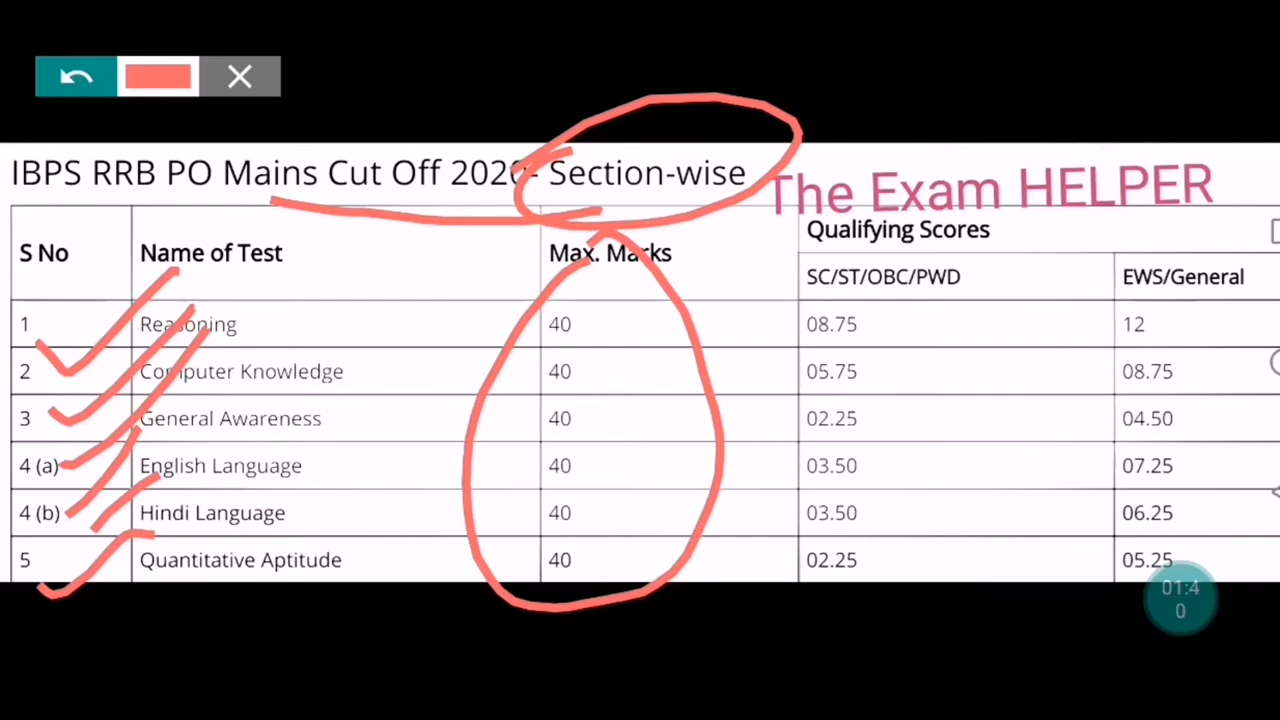 IBPS RRB PO Mains Cut Off 2020- Section-wise
The Exam HELPER
S No Name of Test Max. Marks Qualifying Scores
SC/ST/OBC/PWD EWS/General
1 Reasoning 40 08.75 12
2 Computer Knowledge 40 05.75 08.75
3 General Awareness 40 02.25 04.50
4 (a) English Language 40 03.50 07.25
4 (b) Hindi Language 40 03.50 06.25
5 Quantitative Aptitude 40 02.25 05.25
01:4
0